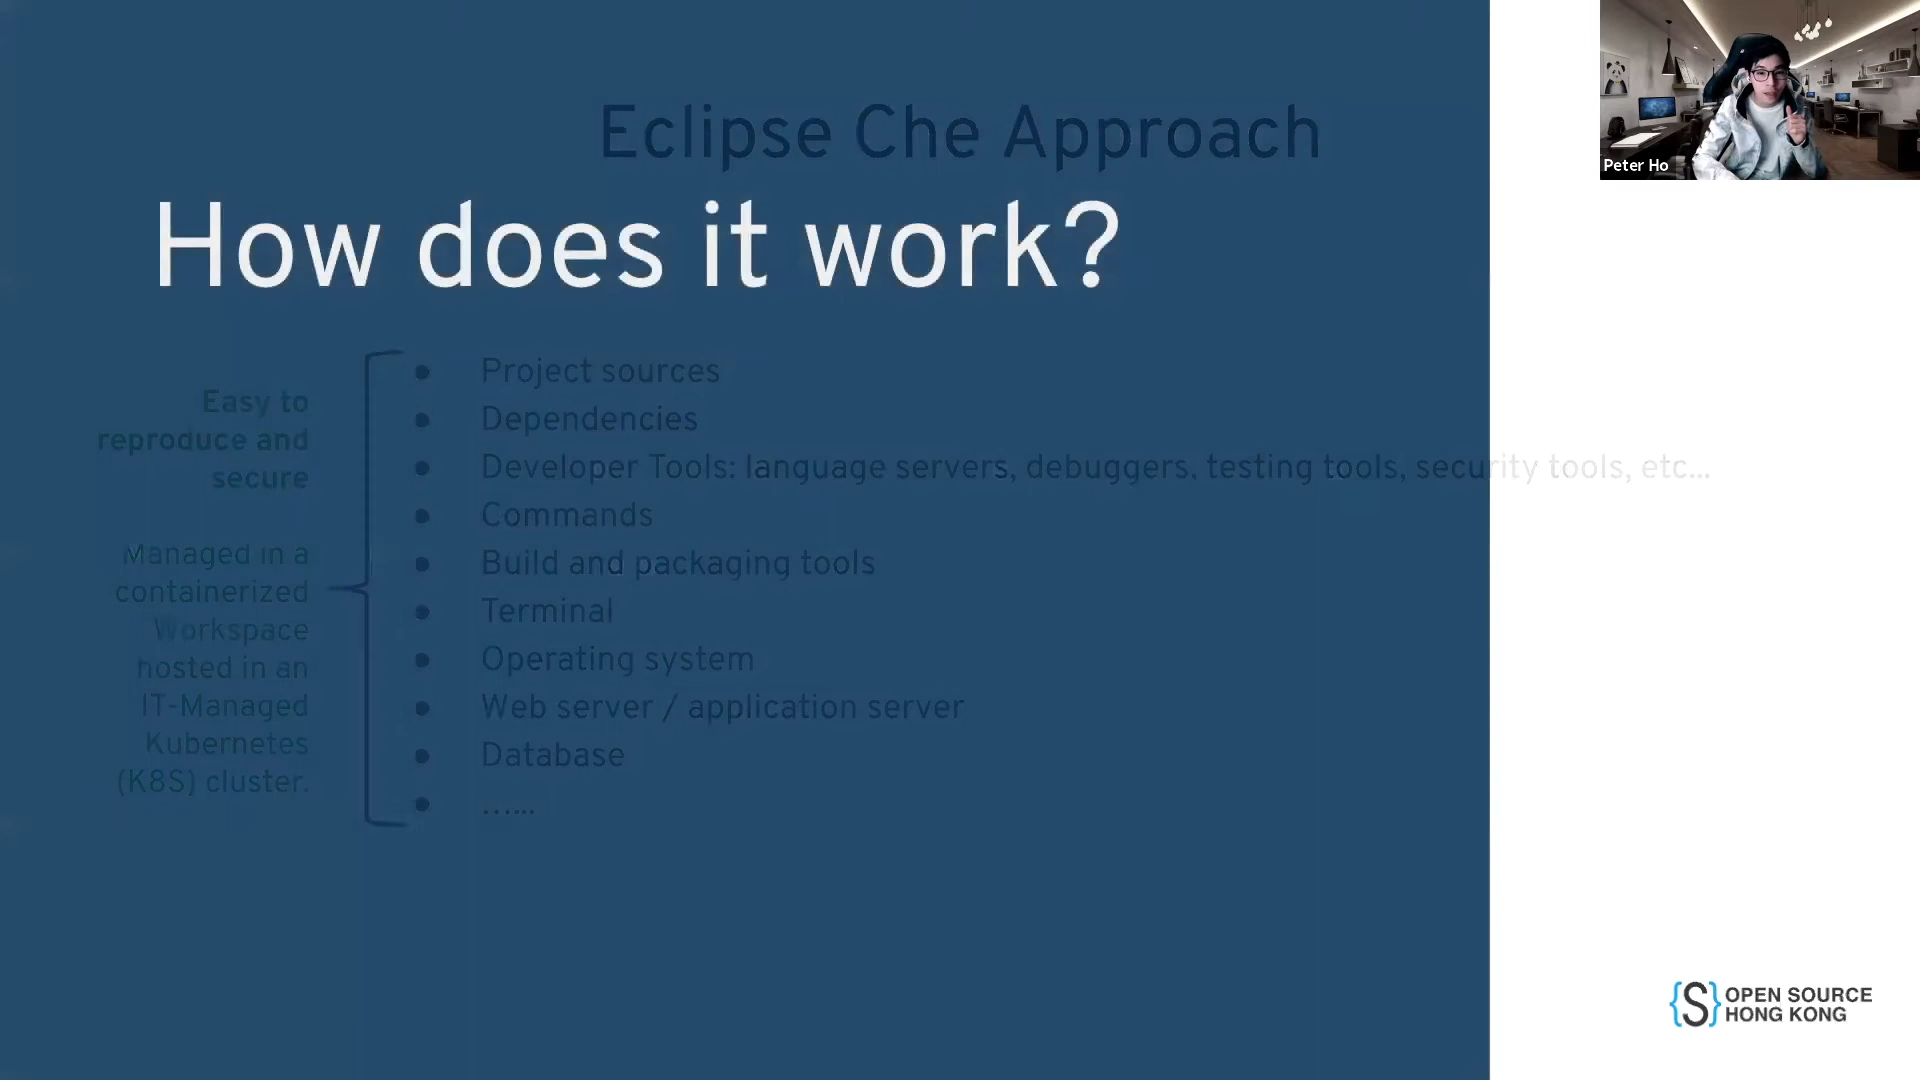 Eclipse Che Approach
How does it work?
Easy to
reproduce and
secure
Managed in a
containerized
Workspace
hosted in an
IT-Managed
Kubernetes
(K8S) cluster.
● Project sources
● Dependencies
● Developer Tools: language servers, debuggers, testing tools, security tools, etc...
● Commands
● Build and packaging tools
● Terminal
● Operating system
● Web server / application server
● Database
● ......
Peter Ho
{S} OPEN SOURCE
HONG KONG